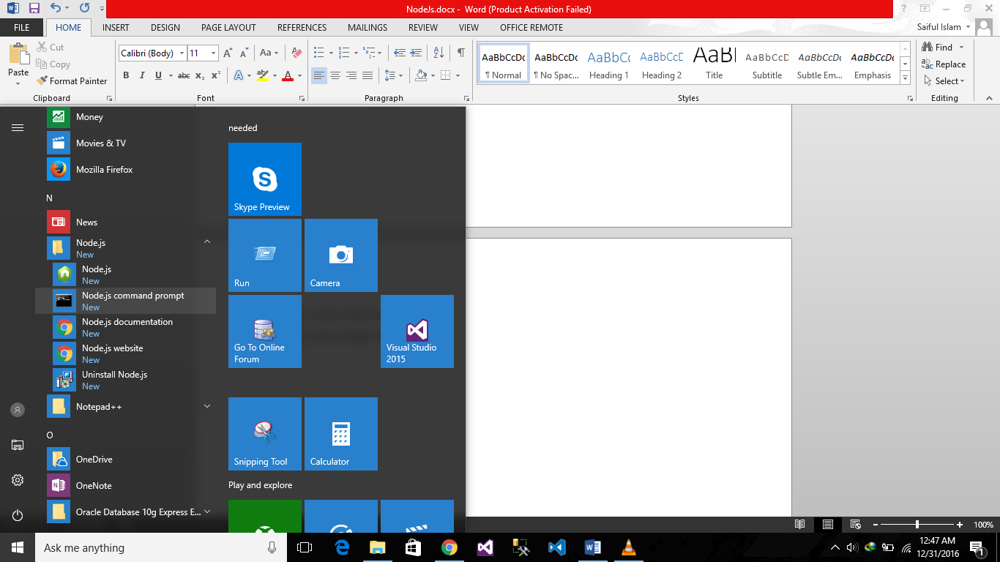 NodeJs.docx - Word (Product Activation Failed)
FILE HOME INSERT DESIGN PAGE LAYOUT REFERENCES MAILINGS REVIEW VIEW OFFICE REMOTE Saiful Islam
Paste
Cut
Copy
Format Painter
Clipboard
Calibri (Body) 11
B I U abc x₂ x²
Font
Paragraph
AaBbCcDc AaBbCcDc AaBbCc AaBbCcD AaBl AaBbCcD AaBbCcDc AaBbCcDc
¶ Normal ¶ No Spac... Heading 1 Heading 2 Title Subtitle Subtle Em... Emphasis
Styles
Find
Replace
Select
Editing
Money
Movies & TV
Mozilla Firefox
N
News
Node.js
New
Node.js
New
Node.js command prompt
New
Node.js documentation
New
Node.js website
New
Uninstall Node.js
New
Notepad++
O
OneDrive
OneNote
Oracle Database 10g Express E...
needed
Skype Preview
Run
Camera
Go To Online
Forum
Visual Studio
2015
Snipping Tool
Calculator
Play and explore
100%
Ask me anything
12:47 AM
12/31/2016
1